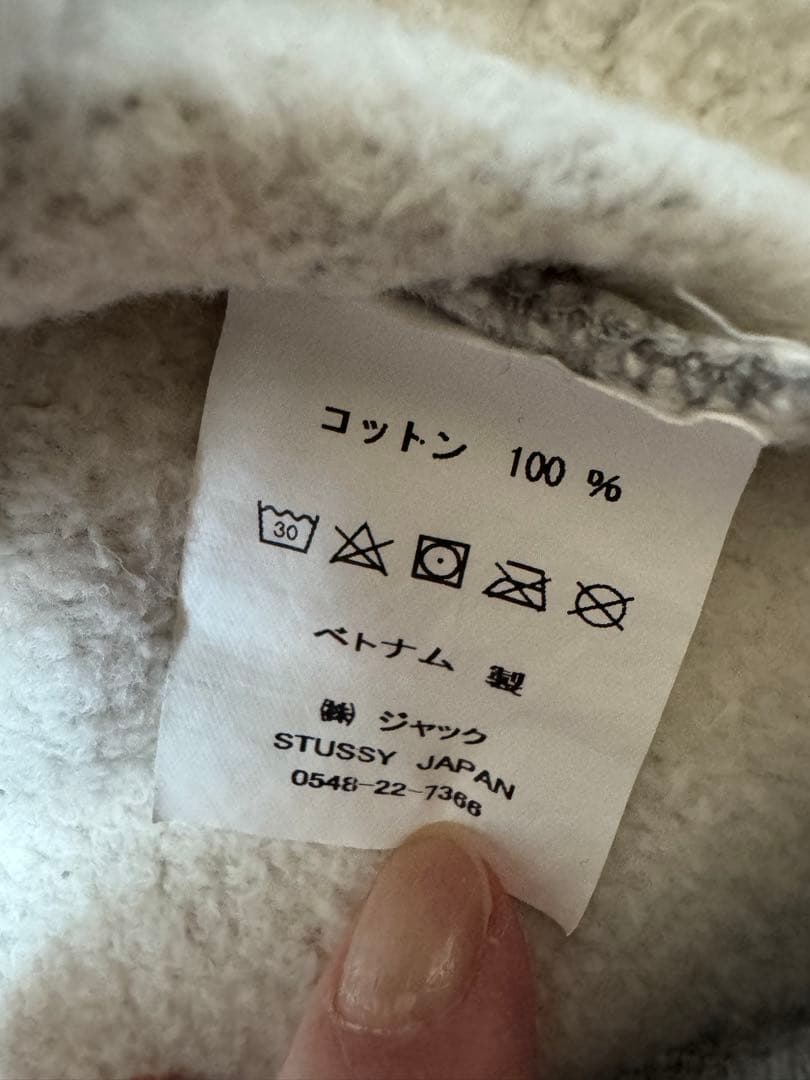 コットン 100 %
30
ベトナム 製
㈱ ジャック
STUSSY JAPAN
0548-22-7366